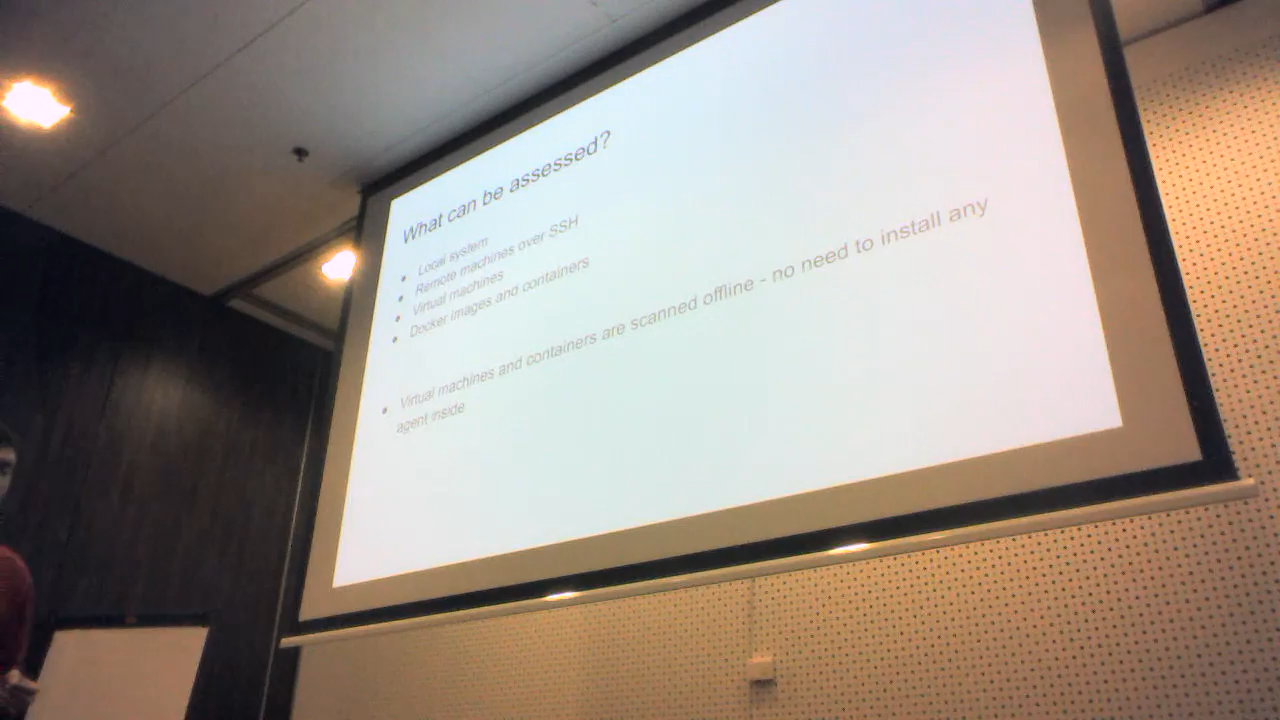 What can be assessed?
● Local system
● Remote machines over SSH
● Virtual machines
● Docker images and containers
● Virtual machines and containers are scanned offline - no need to install any
agent inside